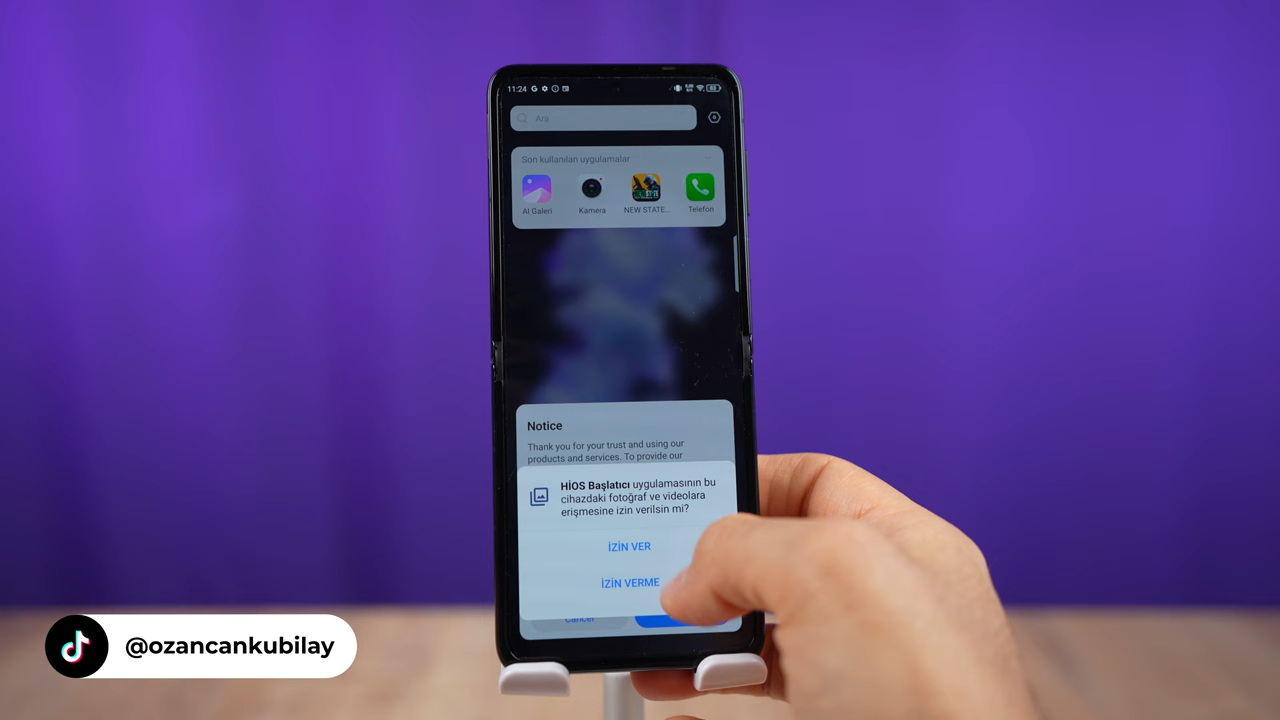 11:24
Ara
Son kullanılan uygulamalar
AI Galeri
Kamera
NEW STATE...
Telefon
Notice
Thank you for your trust and using our
products and services. To provide our
HiOS Başlatıcı uygulamasının bu
cihazdaki fotoğraf ve videolara
erişmesine izin verilsin mi?
İZİN VER
İZİN VERME
Cancel
@ozancankubilay